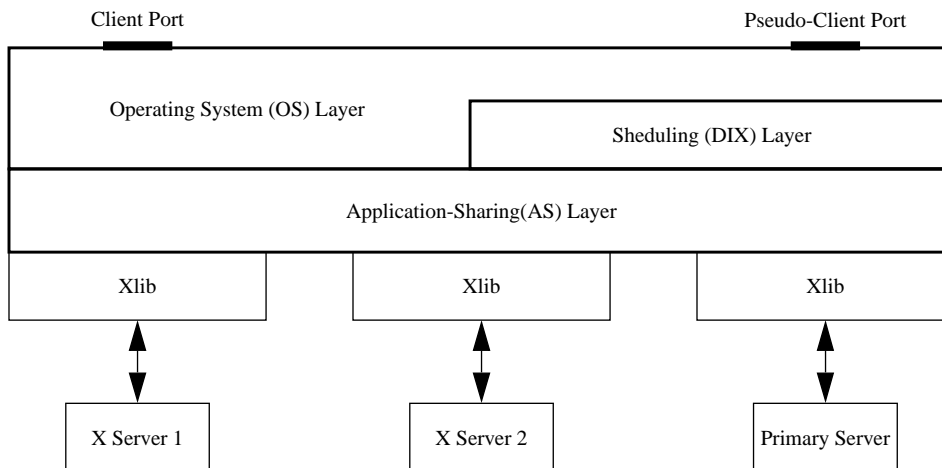 Client Port
Pseudo-Client Port
Operating System (OS) Layer
Sheduling (DIX) Layer
Application-Sharing(AS) Layer
Xlib
Xlib
Xlib
X Server 1
X Server 2
Primary Server